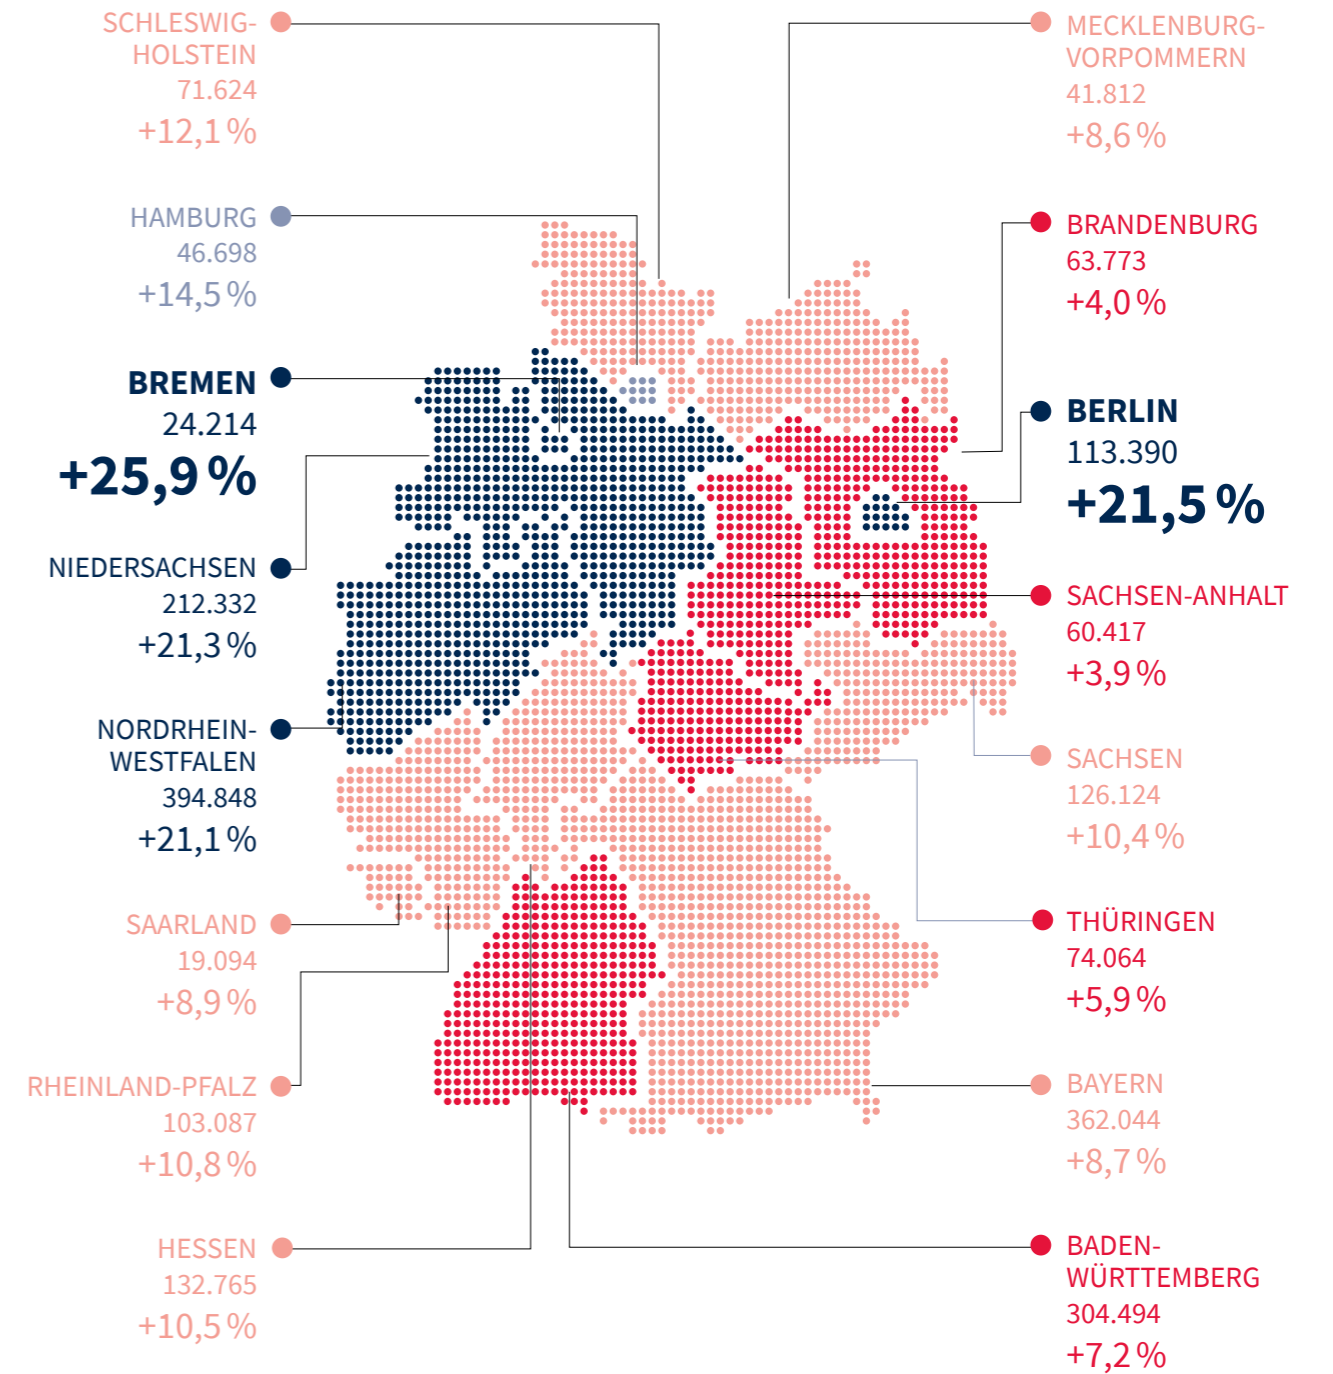 SCHLESWIG-
HOLSTEIN
71.624
+12,1 %
HAMBURG
46.698
+14,5 %
BREMEN
24.214
+25,9 %
NIEDERSACHSEN
212.332
+21,3 %
NORDRHEIN-
WESTFALEN
394.848
+21,1 %
SAARLAND
19.094
+8,9 %
RHEINLAND-PFALZ
103.087
+10,8 %
HESSEN
132.765
+10,5 %
MECKLENBURG-
VORPOMMERN
41.812
+8,6 %
BRANDENBURG
63.773
+4,0 %
BERLIN
113.390
+21,5 %
SACHSEN-ANHALT
60.417
+3,9 %
SACHSEN
126.124
+10,4 %
THÜRINGEN
74.064
+5,9 %
BAYERN
362.044
+8,7 %
BADEN-
WÜRTTEMBERG
304.494
+7,2 %